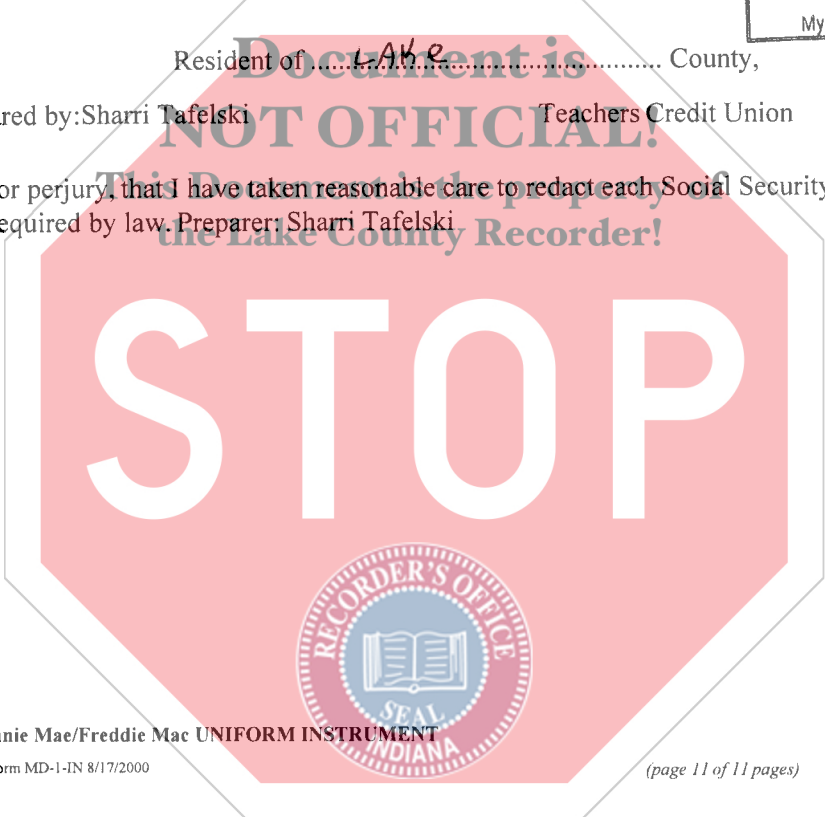 My
Resident of ....LAKE.................................... County,
Document is
red by:Sharri Tafelski Teachers Credit Union
NOT OFFICIAL!
or perjury, that I have taken reasonable care to redact each Social Security
This Document is the property of
equired by law. Preparer: Sharri Tafelski
the Lake County Recorder!
STOP
RECORDER'S OFFICE
SEAL
INDIANA
nie Mae/Freddie Mac UNIFORM INSTRUMENT
orm MD-1-IN 8/17/2000 (page 11 of 11 pages)